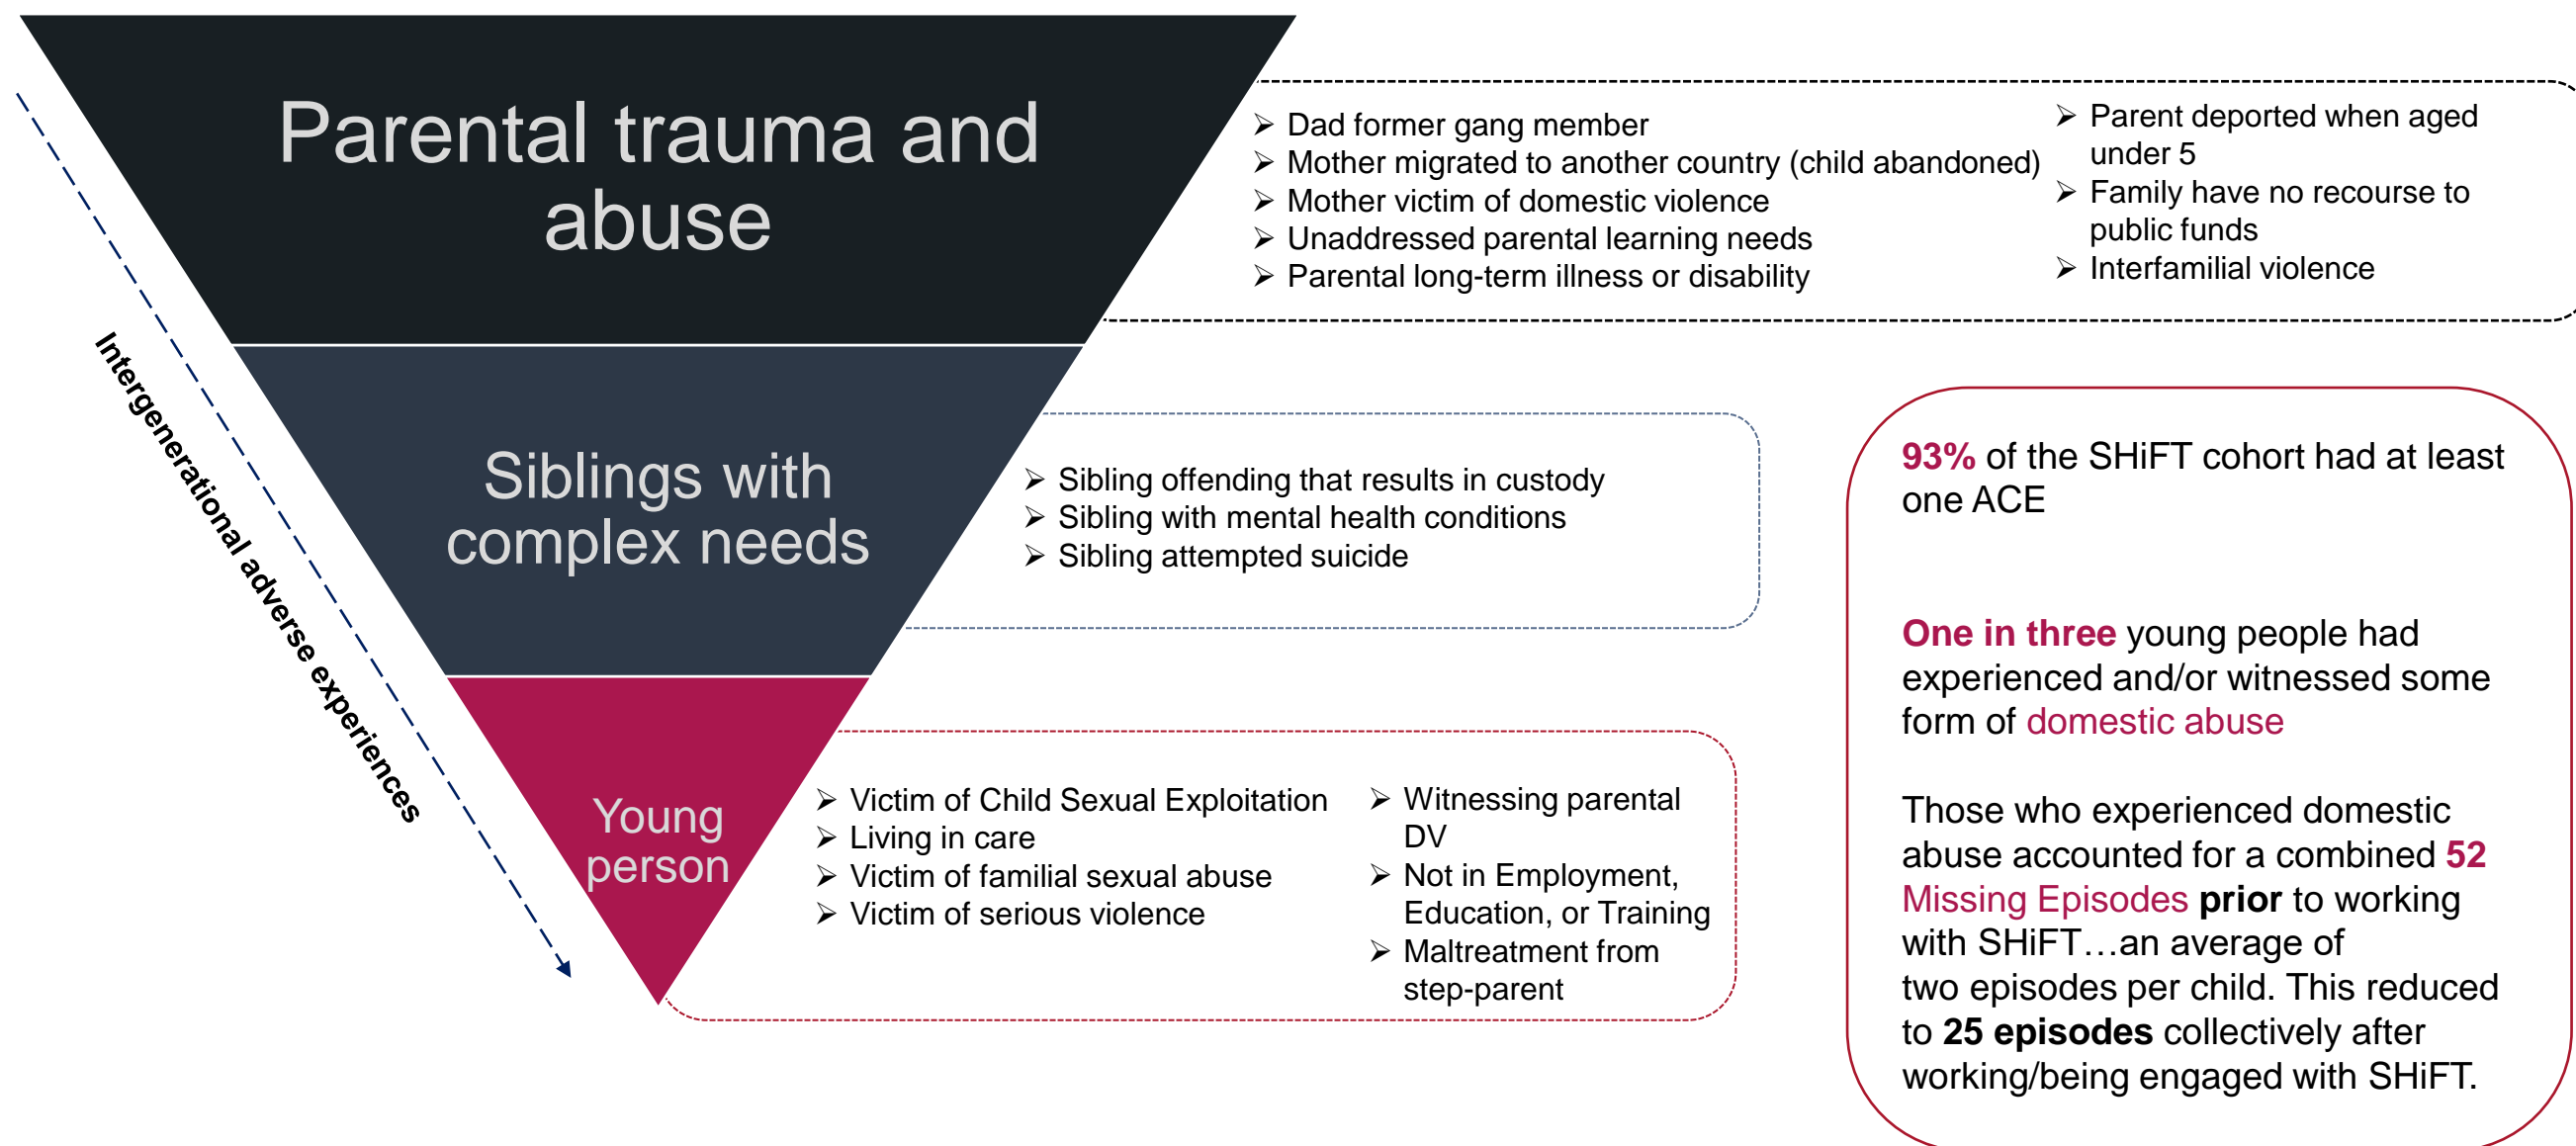 Parental trauma and
abuse
➢ Dad former gang member
➢ Mother migrated to another country (child abandoned)
➢ Mother victim of domestic violence
➢ Unaddressed parental learning needs
➢ Parental long-term illness or disability
➢ Parent deported when aged
under 5
➢ Family have no recourse to
public funds
➢ Interfamilial violence
Intergenerational adverse experiences
Siblings with
complex needs
➢ Sibling offending that results in custody
➢ Sibling with mental health conditions
➢ Sibling attempted suicide
Young
person
➢ Victim of Child Sexual Exploitation
➢ Living in care
➢ Victim of familial sexual abuse
➢ Victim of serious violence
➢ Witnessing parental
DV
➢ Not in Employment,
Education, or Training
➢ Maltreatment from
step-parent
93% of the SHiFT cohort had at least
one ACE
One in three young people had
experienced and/or witnessed some
form of domestic abuse
Those who experienced domestic
abuse accounted for a combined 52
Missing Episodes prior to working
with SHiFT…an average of
two episodes per child. This reduced
to 25 episodes collectively after
working/being engaged with SHiFT.